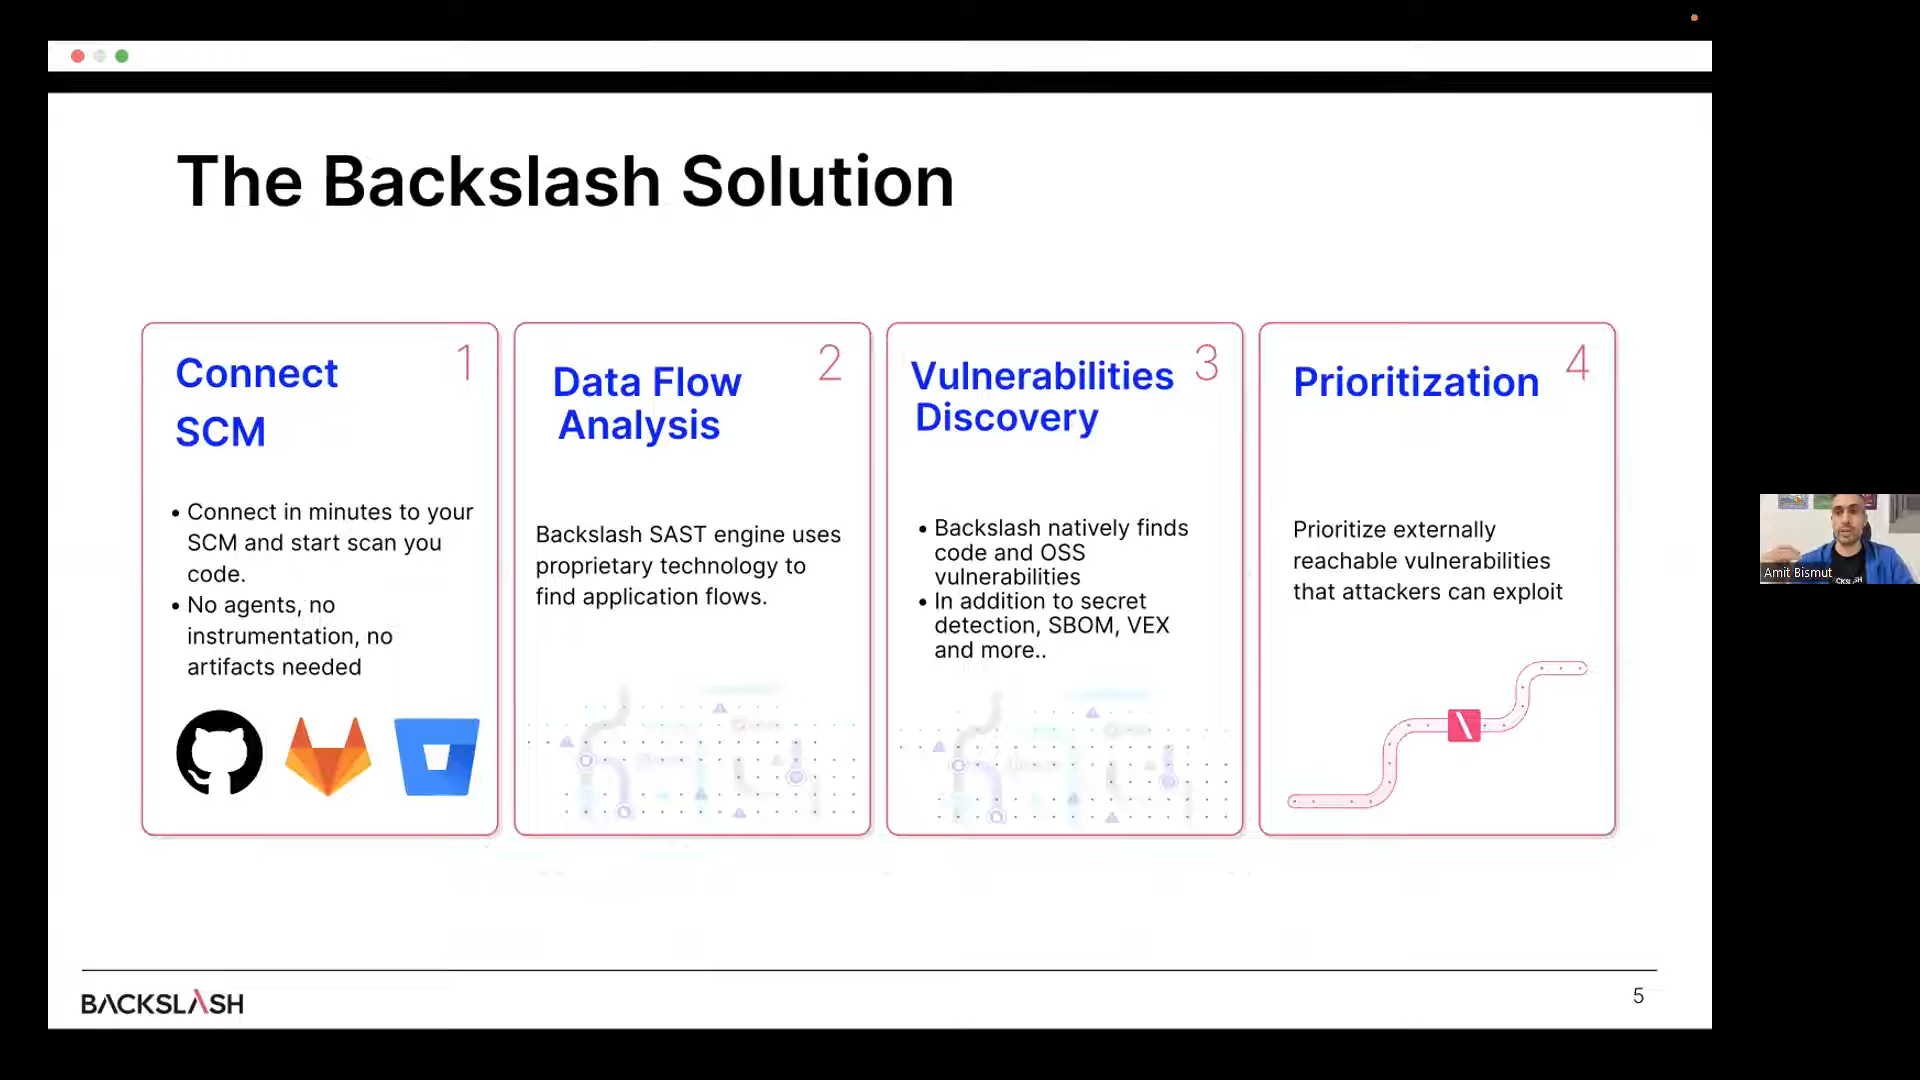 The Backslash Solution
1
Connect
SCM
• Connect in minutes to your
SCM and start scan you
code.
• No agents, no
instrumentation, no
artifacts needed
2
Data Flow
Analysis
Backslash SAST engine uses
proprietary technology to
find application flows.
3
Vulnerabilities
Discovery
• Backslash natively finds
code and OSS
vulnerabilities
• In addition to secret
detection, SBOM, VEX
and more..
4
Prioritization
Prioritize externally
reachable vulnerabilities
that attackers can exploit
BACKSLASH
5
Amit Bismut